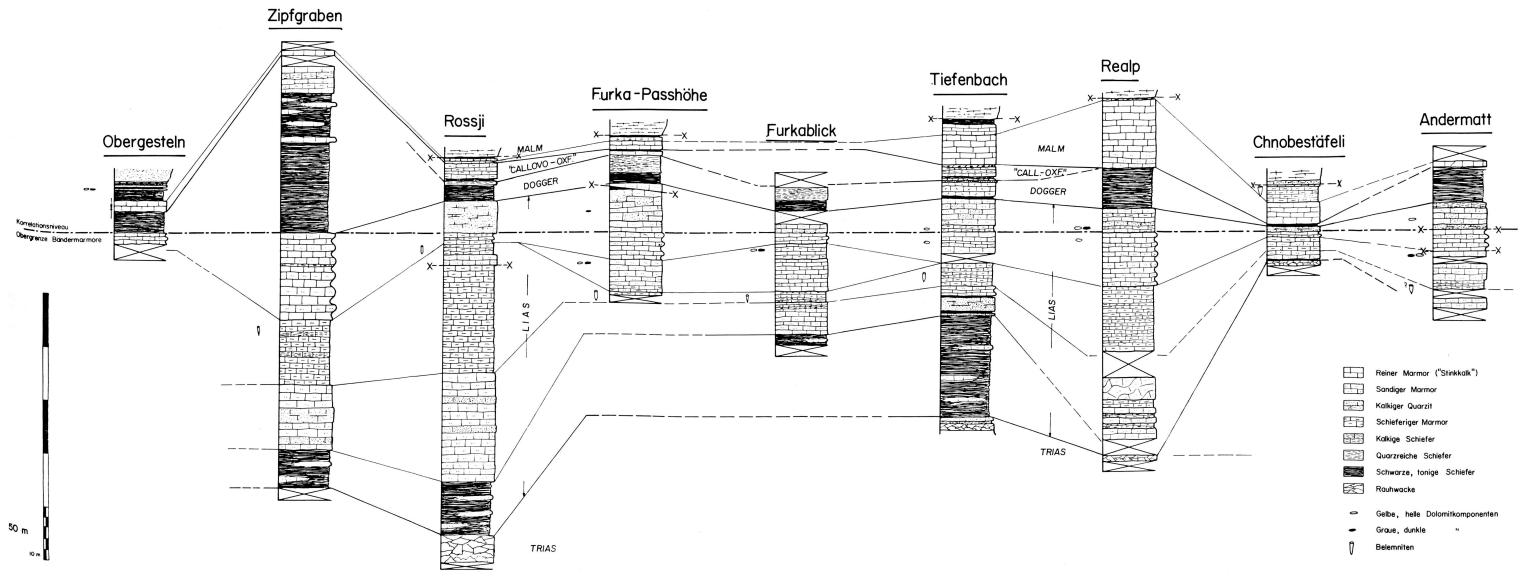 Zipfgraben
Obergesteln
Rossji
Furka-Passhöhe
Furkablick
Tiefenbach
Realp
Chnobestäfeli
Andermatt
MALM
"CALLOVO-OXF."
DOGGER
MALM
"CALL-OXF."
DOGGER
Korrelationsniveau
Obergrenze Bändermarmore
LIAS
LIAS
TRIAS
TRIAS
50 m
10 m
Reiner Marmor ("Stinkkalk")
Sandiger Marmor
Kalkiger Quarzit
Schieferiger Marmor
Kalkige Schiefer
Quarzreiche Schiefer
Schwarze, tonige Schiefer
Rauhwacke
Gelbe, helle Dolomitkomponenten
Graue, dunkle "
Belemniten